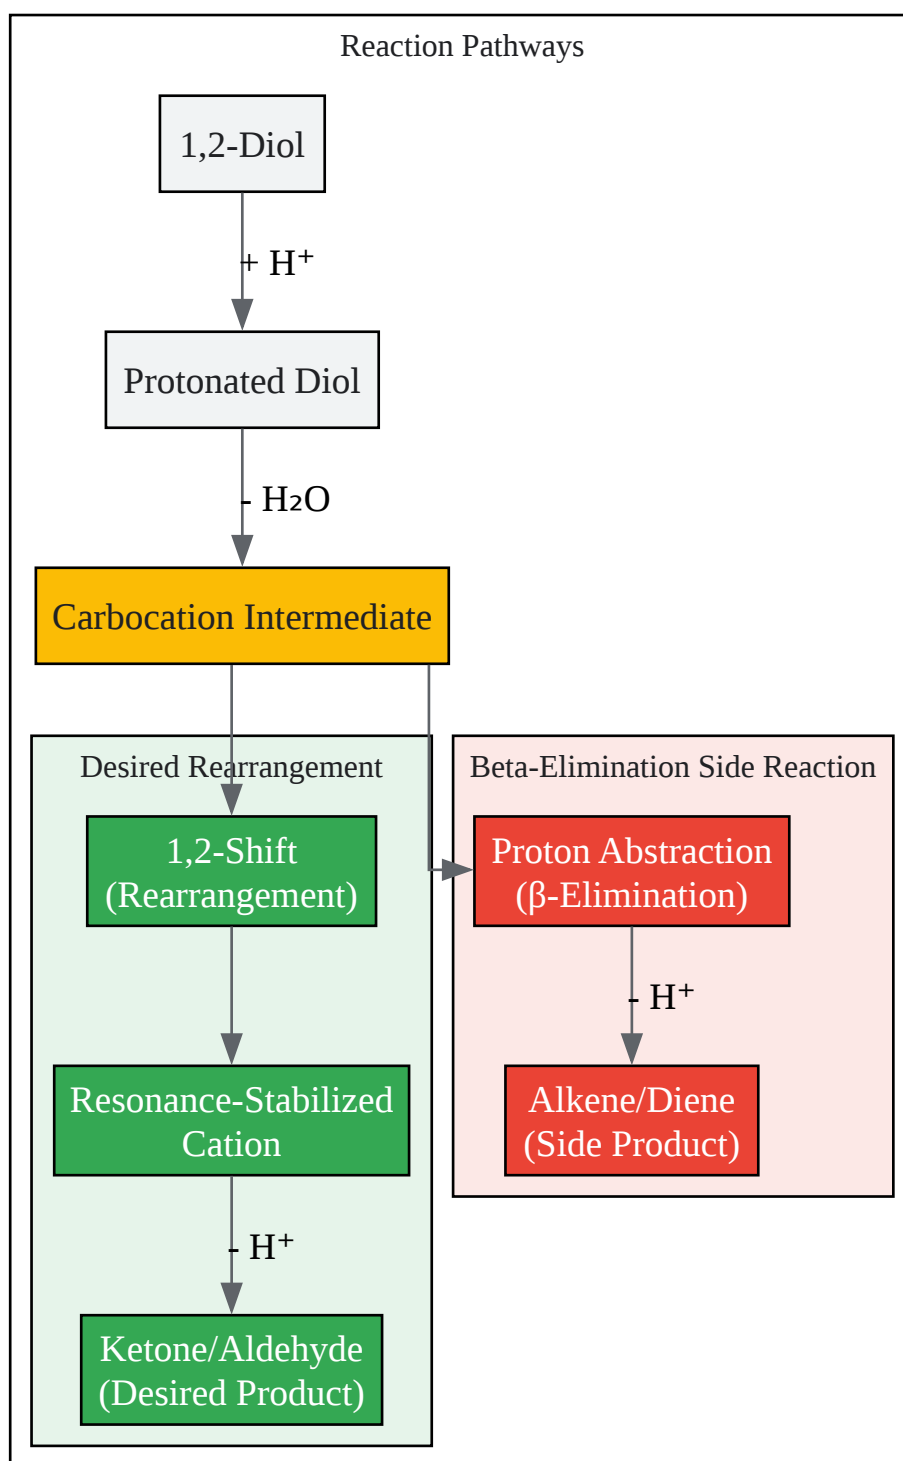 Reaction Pathways
1,2-Diol
+ H⁺
Protonated Diol
- H₂O
Carbocation Intermediate
Desired Rearrangement
1,2-Shift
(Rearrangement)
Resonance-Stabilized
Cation
- H⁺
Ketone/Aldehyde
(Desired Product)
Beta-Elimination Side Reaction
Proton Abstraction
(β-Elimination)
- H⁺
Alkene/Diene
(Side Product)